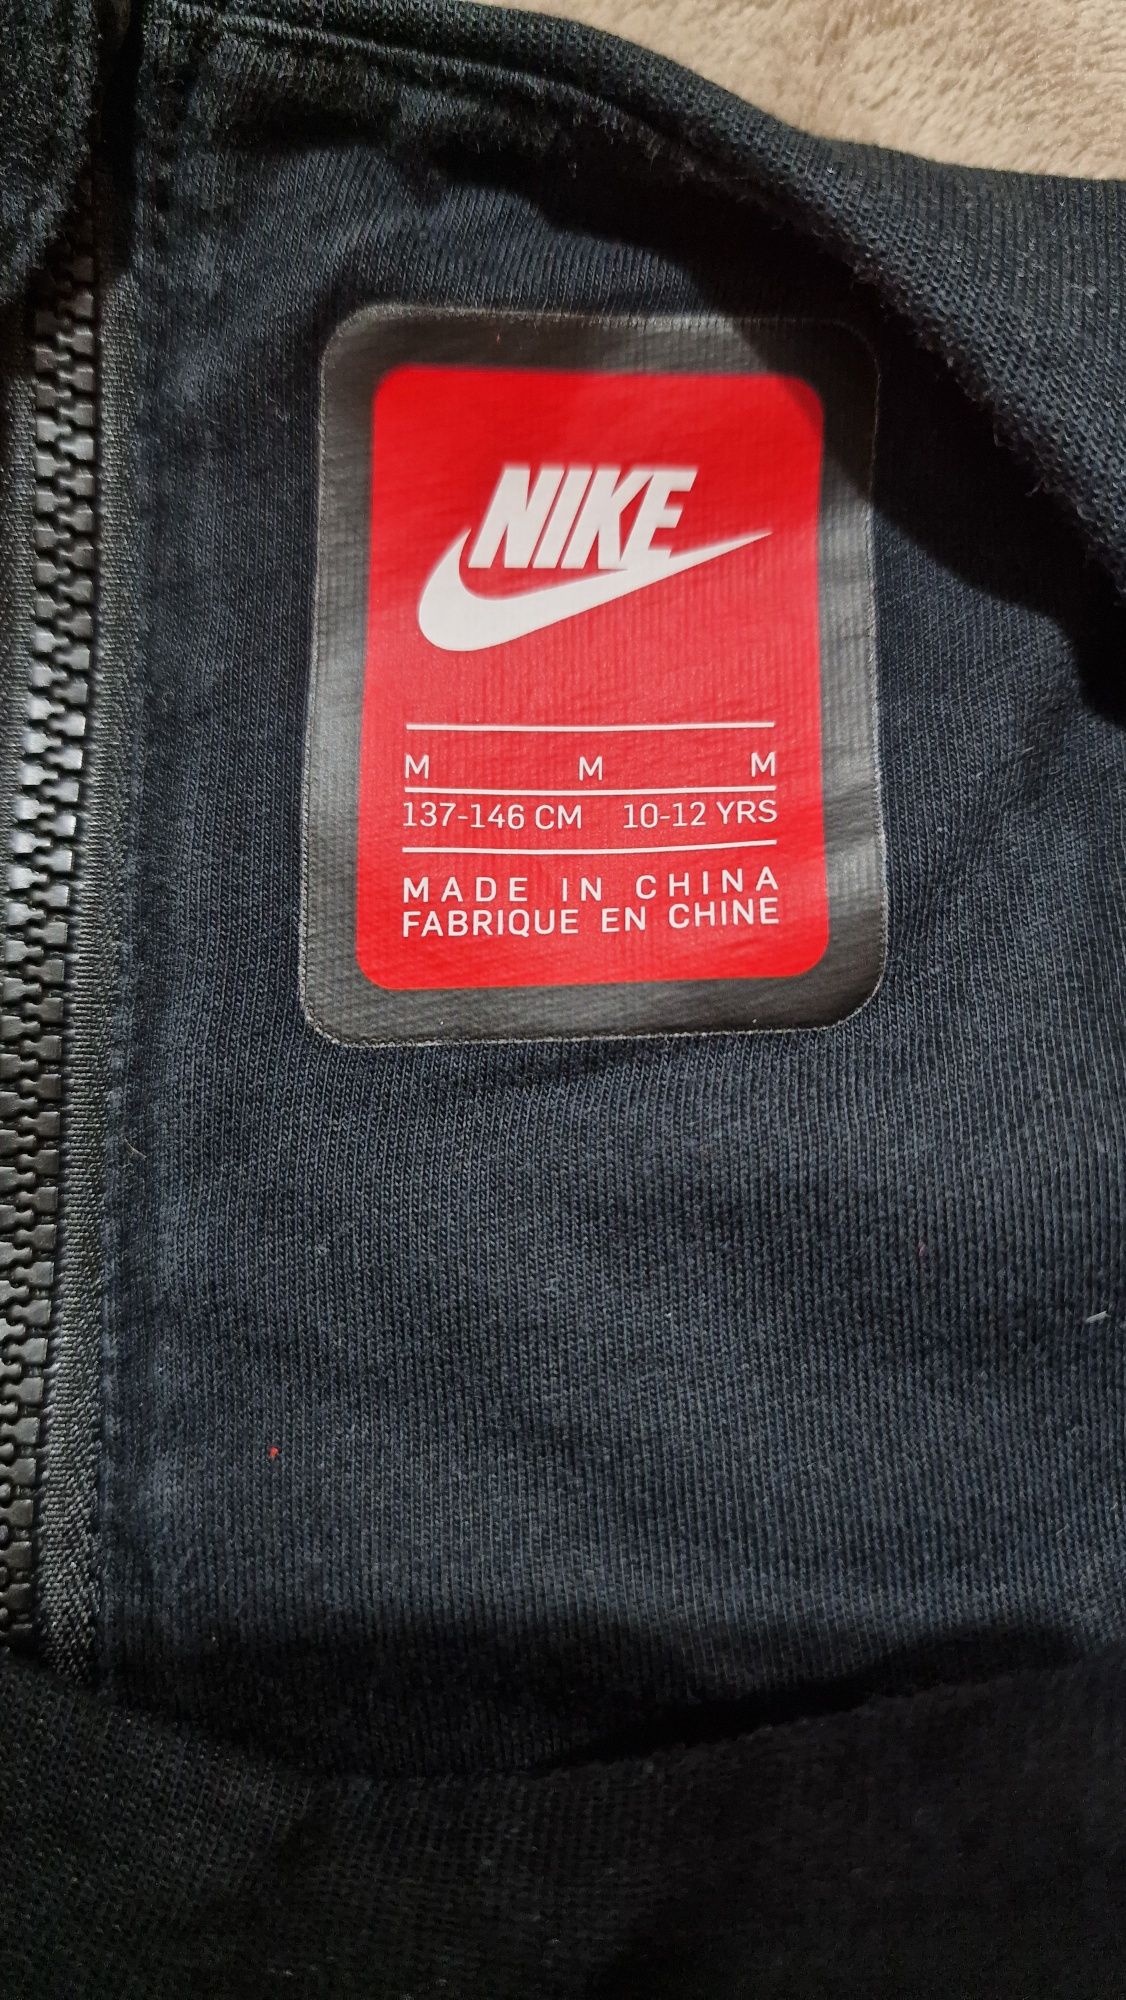 NIKE
M M M
137-146 CM 10-12 YRS
MADE IN CHINA
FABRIQUE EN CHINE